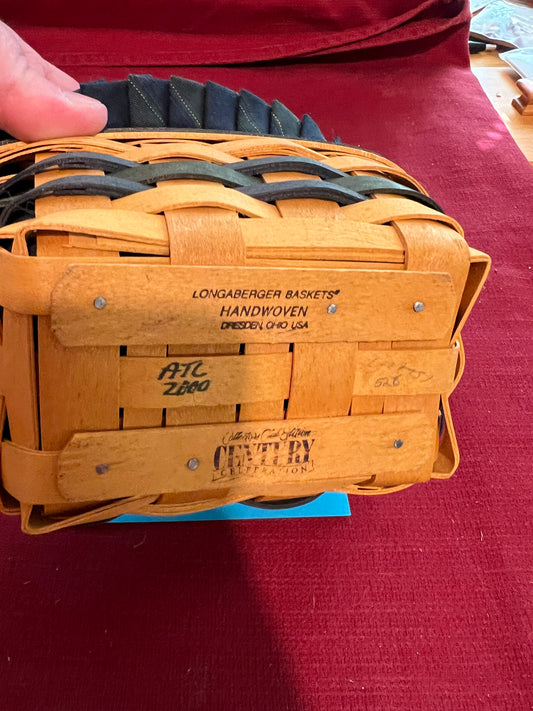 LONGABERGER BASKETS®
HANDWOVEN
DRESDEN, OHIO USA
ATC
2000
Collectors Club Edition
CENTURY
CELEBRATION